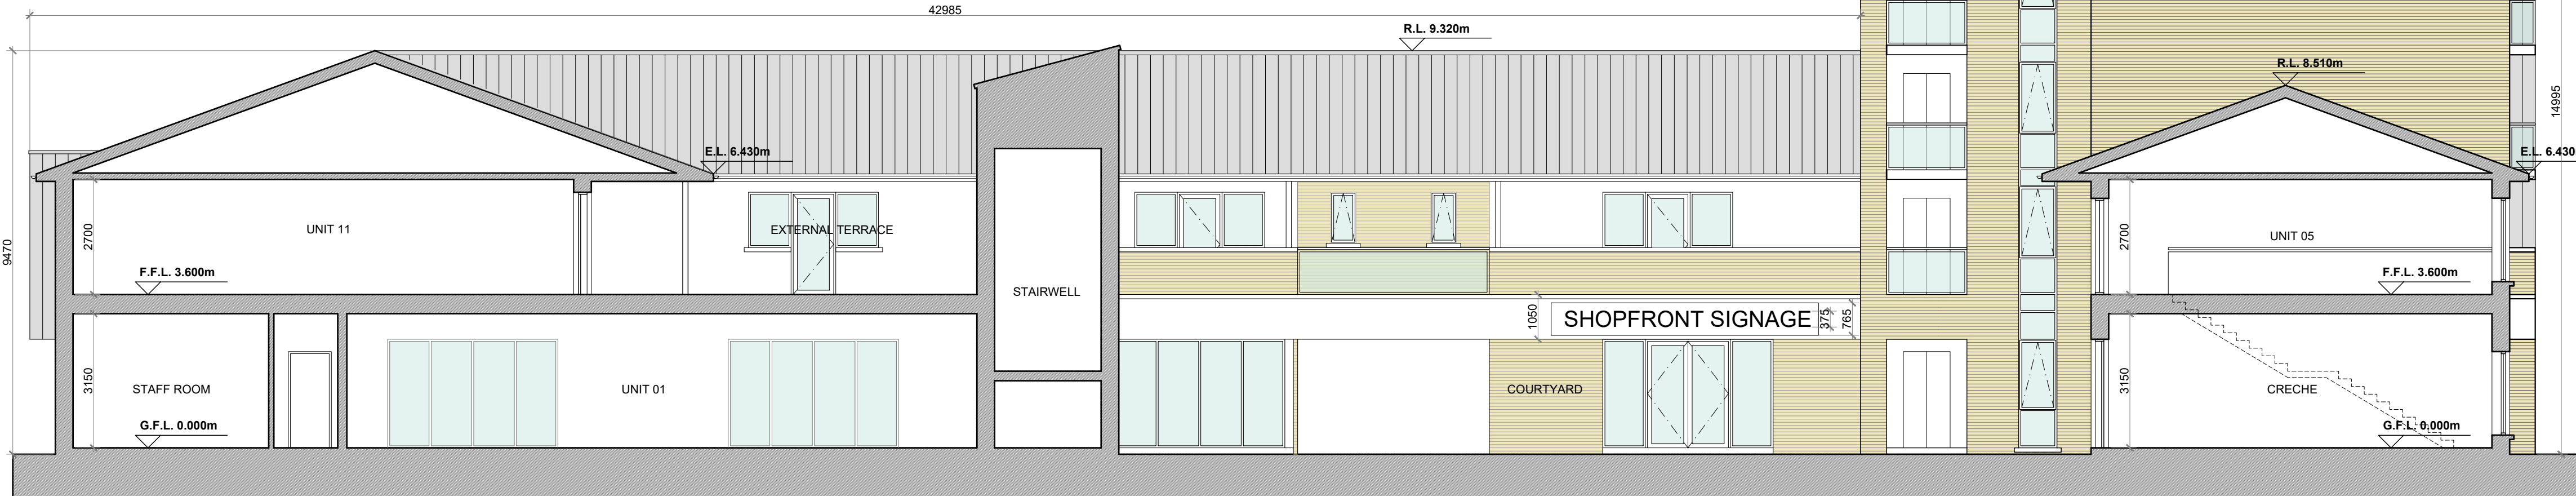 42985
R.L. 9.320m
R.L. 8.510m
14995
E.L. 6.430m
E.L. 6.430
9470
2700
UNIT 11
EXTERNAL TERRACE
2700
UNIT 05
F.F.L. 3.600m
F.F.L. 3.600m
STAIRWELL
1050
SHOPFRONT SIGNAGE
375
765
3150
STAFF ROOM
UNIT 01
COURTYARD
3150
CRECHE
G.F.L. 0.000m
G.F.L. 0.000m